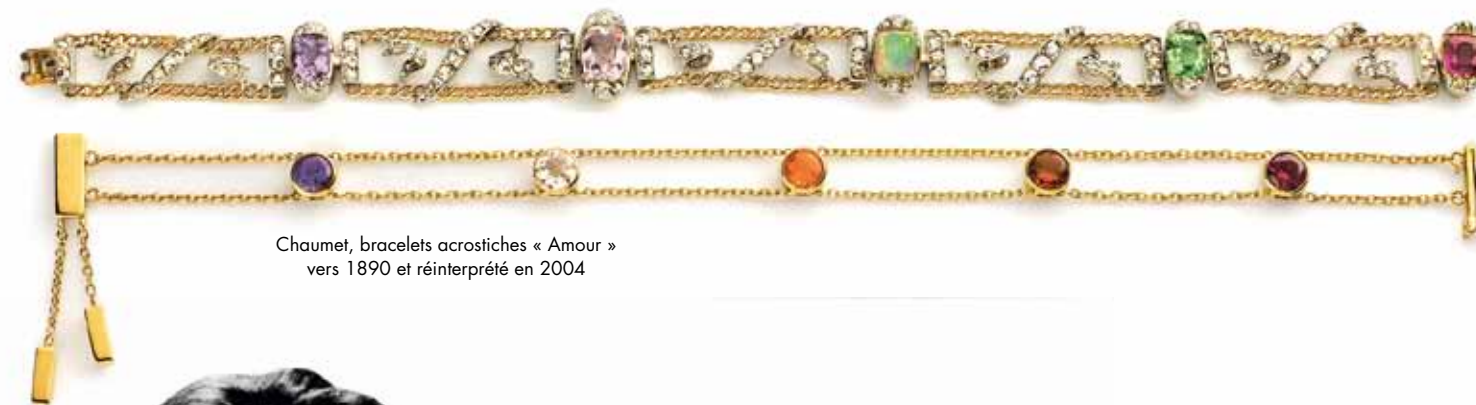 Chaumet, bracelets acrostiches « Amour »
vers 1890 et réinterprété en 2004